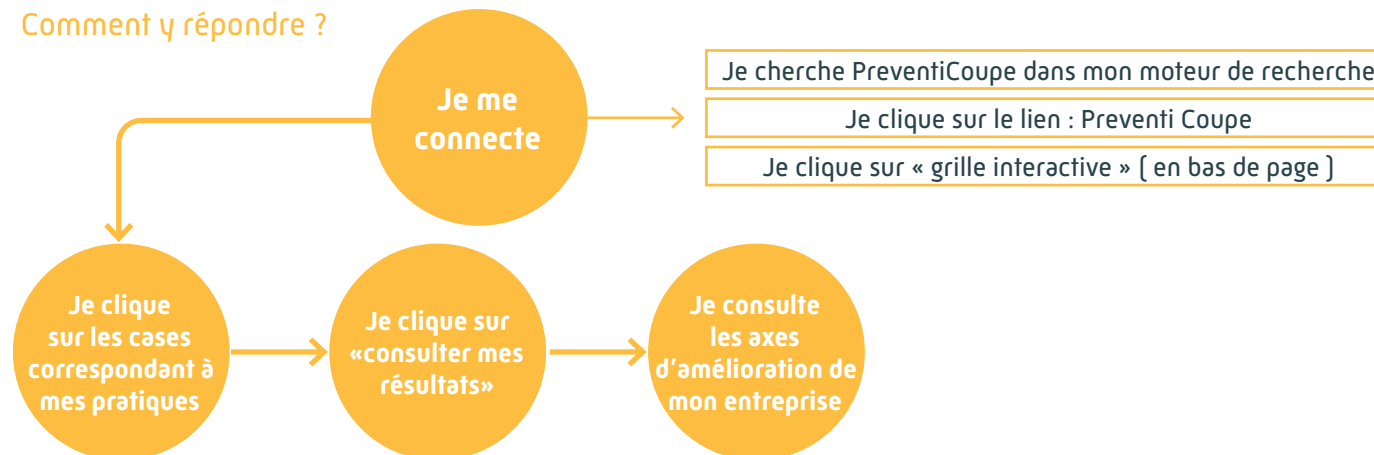 Comment y répondre ?
Je me
connecte
Je cherche PreventiCoupe dans mon moteur de recherche
Je clique sur le lien : Preventi Coupe
Je clique sur « grille interactive » ( en bas de page )
Je clique
sur les cases
correspondant à
mes pratiques
Je clique sur
«consulter mes
résultats»
Je consulte
les axes
d'amélioration de
mon entreprise